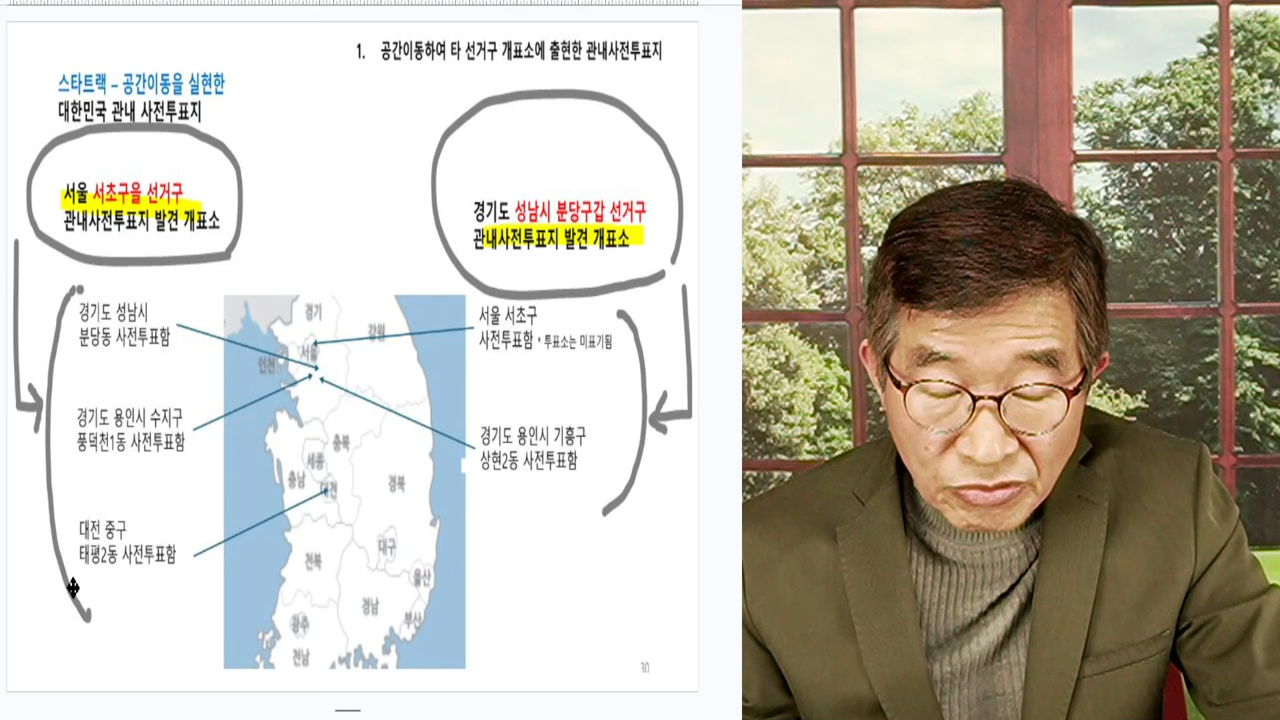 1. 공간이동하여 타 선거구 개표소에 출현한 관내사전투표지
스타트랙 – 공간이동을 실현한
대한민국 관내 사전투표지
서울 서초구을 선거구
관내사전투표지 발견 개표소
경기도 성남시 분당구갑 선거구
관내사전투표지 발견 개표소
경기도 성남시
분당동 사전투표함
경기도 용인시 수지구
풍덕천1동 사전투표함
대전 중구
태평2동 사전투표함
서울 서초구
사전투표함 * 투표소는 미표기됨
경기도 용인시 기흥구
상현2동 사전투표함
경기
강원
서울
인천
충북
세종
충남
대전
경북
전북
대구
울산
경남
부산
광주
전남
30